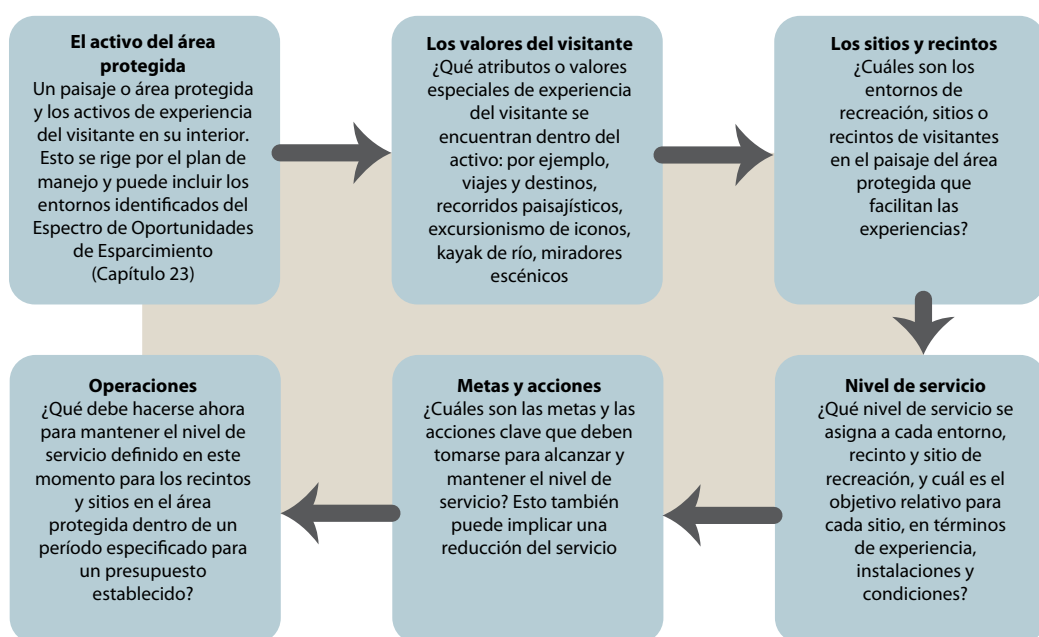 El activo del área
protegida
Un paisaje o área protegida
y los activos de experiencia
del visitante en su interior.
Esto se rige por el plan de
manejo y puede incluir los
entornos identificados del
Espectro de Oportunidades
de Esparcimiento
(Capítulo 23)
Los valores del visitante
¿Qué atributos o valores
especiales de experiencia
del visitante se
encuentran dentro del
activo: por ejemplo,
viajes y destinos,
recorridos paisajísticos,
excursionismo de iconos,
kayak de río, miradores
escénicos
Los sitios y recintos
¿Cuáles son los
entornos de
recreación, sitios o
recintos de visitantes
en el paisaje del área
protegida que
facilitan las
experiencias?
Nivel de servicio
¿Qué nivel de servicio se
asigna a cada entorno,
recinto y sitio de
recreación, y cuál es el
objetivo relativo para
cada sitio, en términos
de experiencia,
instalaciones y
condiciones?
Metas y acciones
¿Cuáles son las metas y las
acciones clave que deben
tomarse para alcanzar y
mantener el nivel de
servicio? Esto también
puede implicar una
reducción del servicio
Operaciones
¿Qué debe hacerse ahora
para mantener el nivel de
servicio definido en este
momento para los recintos
y sitios en el área
protegida dentro de un
período especificado para
un presupuesto
establecido?